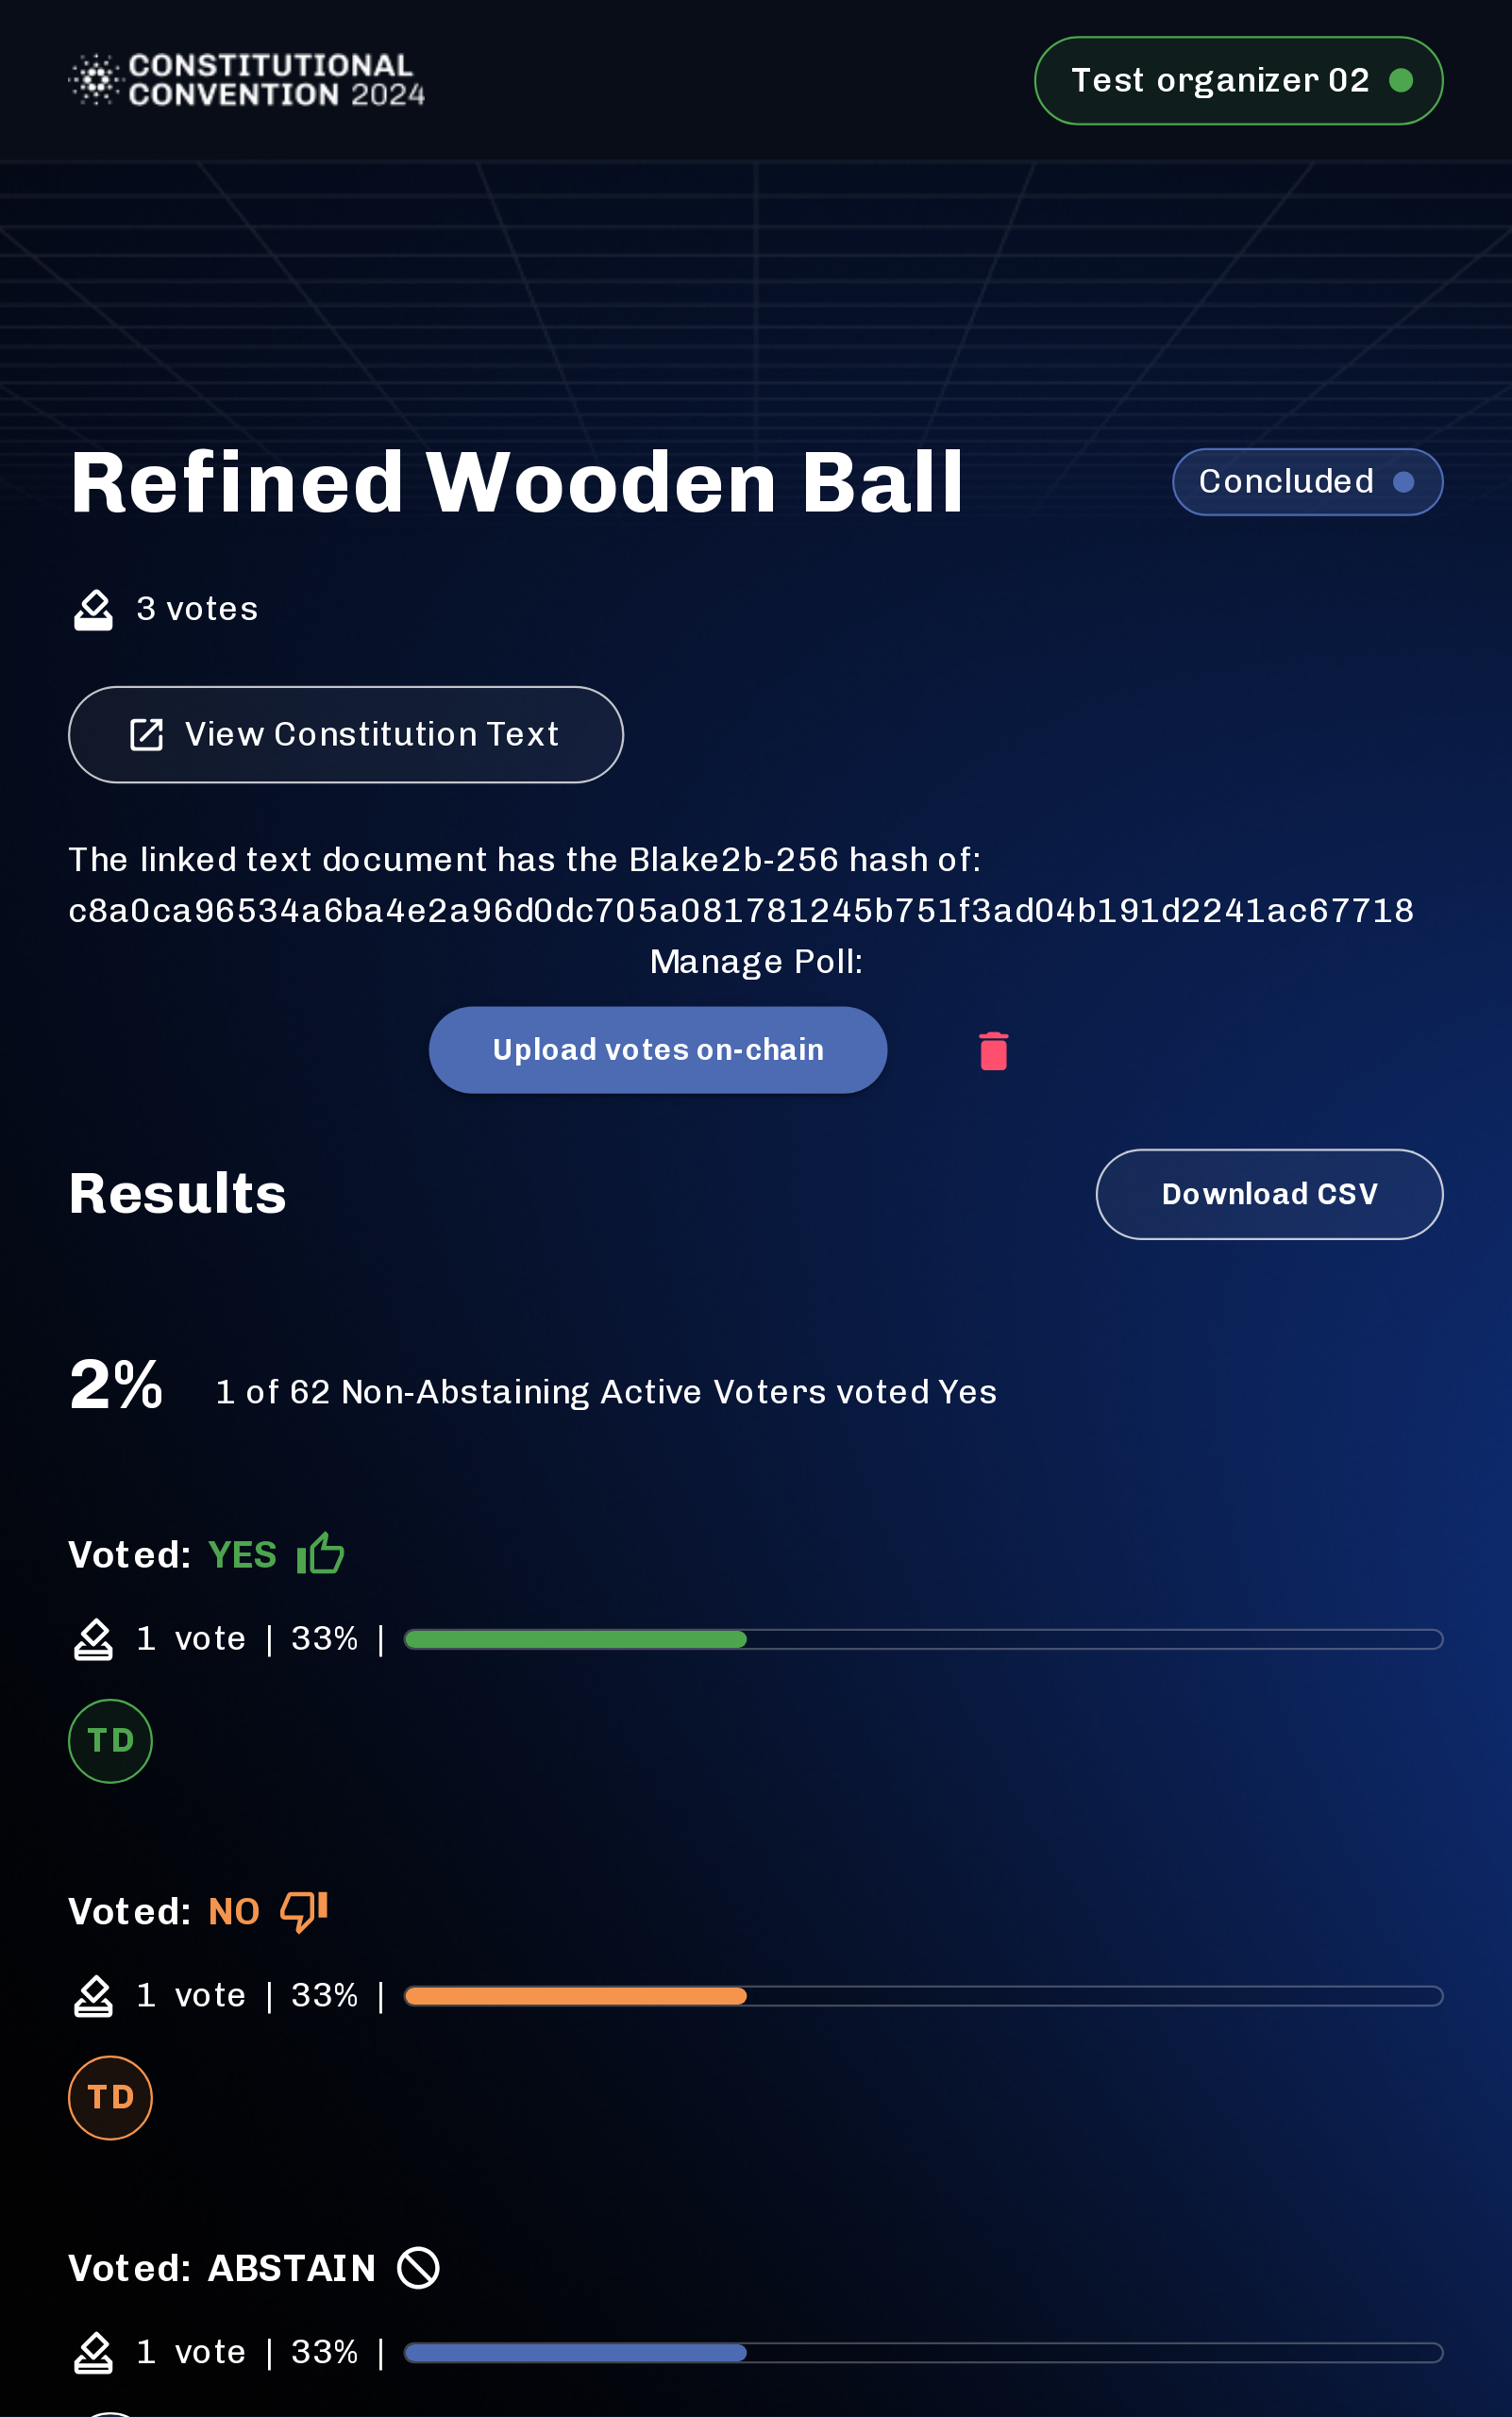 CONSTITUTIONAL
CONVENTION 2024
Test organizer 02
Refined Wooden Ball
Concluded
3 votes
View Constitution Text
The linked text document has the Blake2b-256 hash of:
c8a0ca96534a6ba4e2a96d0dc705a081781245b751f3ad04b191d2241ac67718
Manage Poll:
Upload votes on-chain
Results
Download CSV
2%
1 of 62 Non-Abstaining Active Voters voted Yes
Voted: YES
1 vote | 33% |
TD
Voted: NO
1 vote | 33% |
TD
Voted: ABSTAIN
1 vote | 33% |